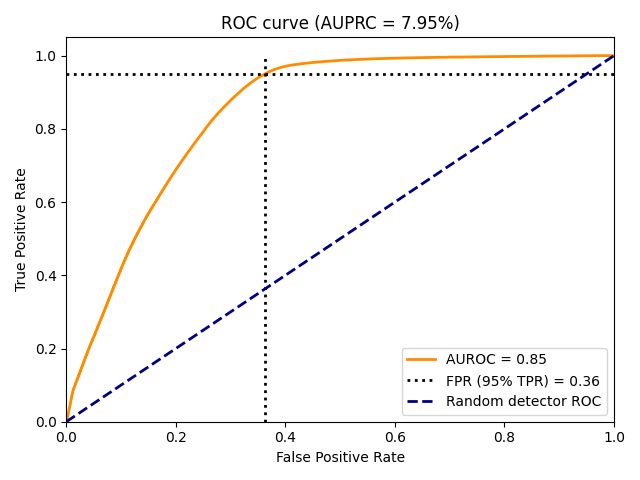 ROC curve (AUPRC = 7.95%)
True Positive Rate
1.0
0.8
0.6
0.4
0.2
0.0
AUROC = 0.85
FPR (95% TPR) = 0.36
Random detector ROC
0.0 0.2 0.4 0.6 0.8 1.0
False Positive Rate